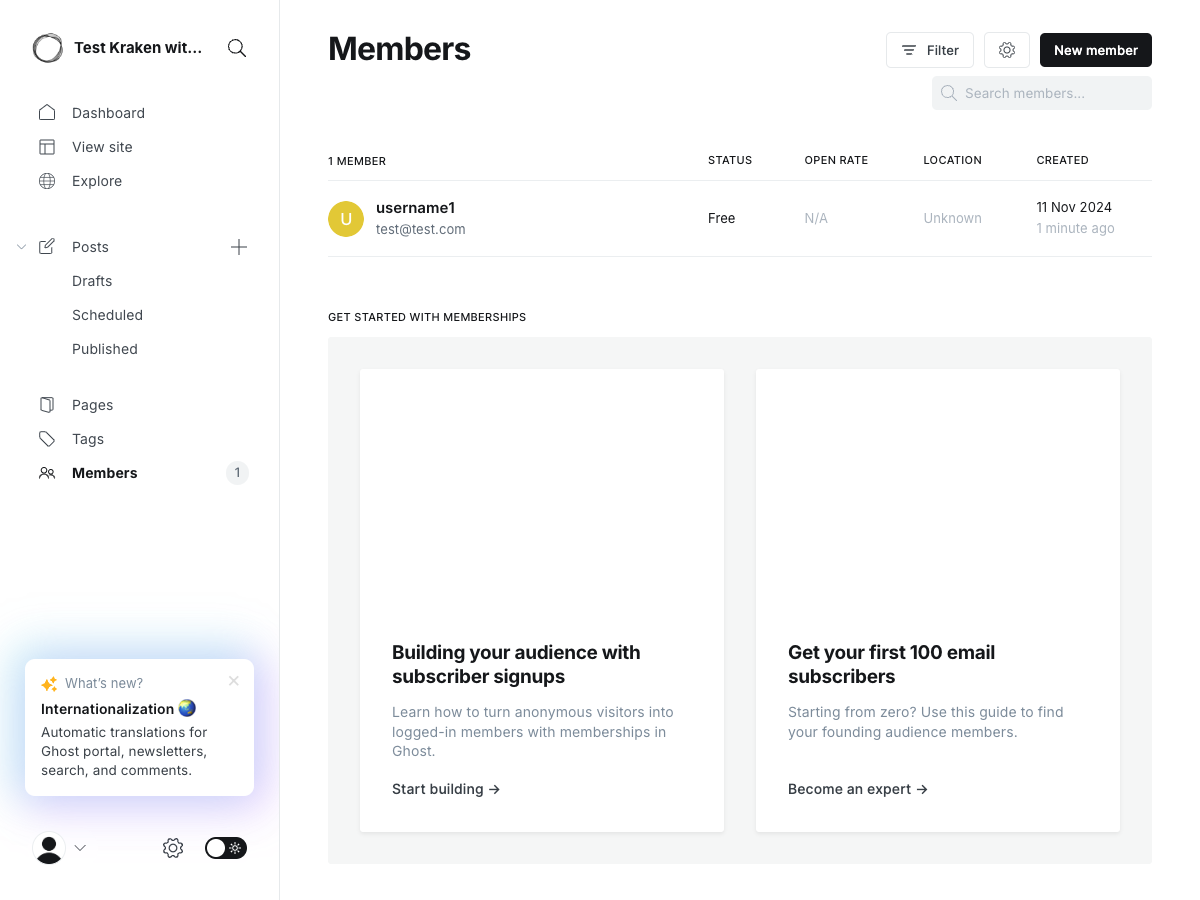 Test Kraken wit...
Dashboard
View site
Explore
Posts
Drafts
Scheduled
Published
Pages
Tags
Members
1
What's new?
Internationalization
Automatic translations for
Ghost portal, newsletters,
search, and comments.
Members
Filter
New member
Search members...
1 MEMBER
STATUS
OPEN RATE
LOCATION
CREATED
U
username1
test@test.com
Free
N/A
Unknown
11 Nov 2024
1 minute ago
GET STARTED WITH MEMBERSHIPS
Building your audience with
subscriber signups
Learn how to turn anonymous visitors into
logged-in members with memberships in
Ghost.
Start building →
Get your first 100 email
subscribers
Starting from zero? Use this guide to find
your founding audience members.
Become an expert →